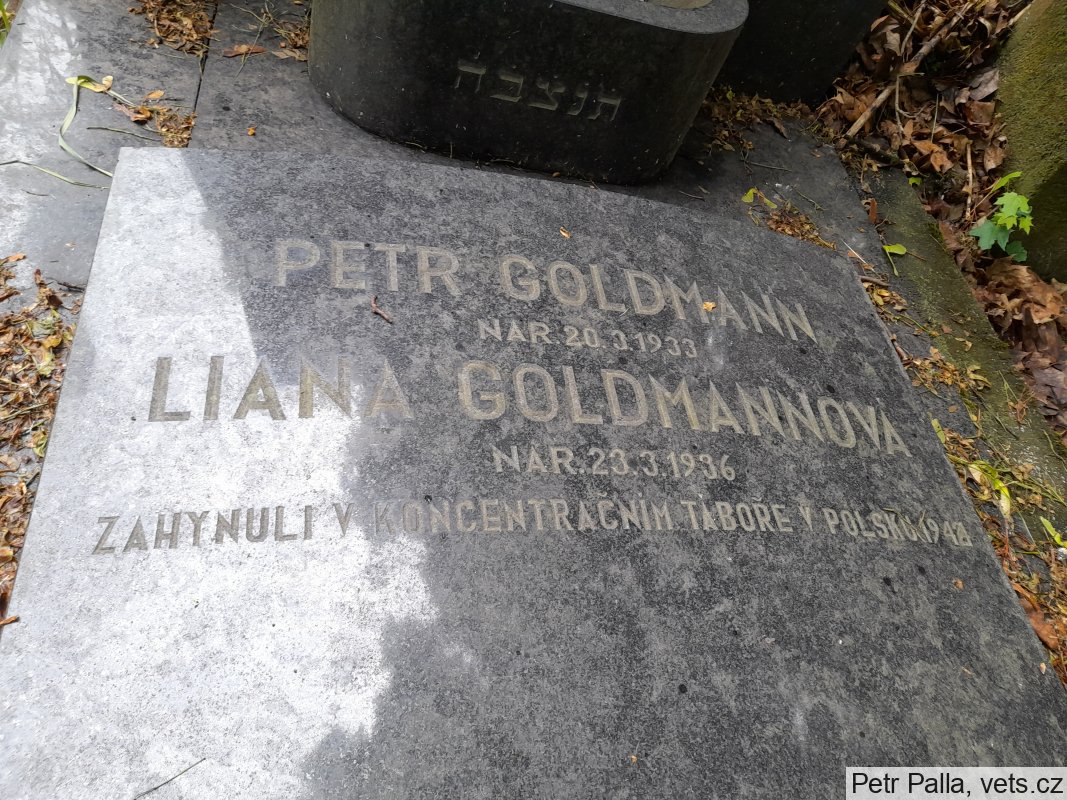 תנצבה
PETR GOLDMANN
NAR.20.3.1933
LIANA GOLDMANNOVÁ
NAR.23.3.1936
ZAHYNULI V KONCENTRAČNÍM TÁBOŘE V POLSKU 1942
Petr Palla, vets.cz